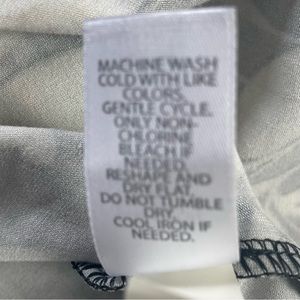 MACHINE WASH
COLD WITH LIKE
COLORS.
GENTLE CYCLE.
ONLY NON-
CHLORINE
BLEACH IF
NEEDED.
RESHAPE AND
DRY FLAT.
DO NOT TUMBLE
DRY.
COOL IRON IF
NEEDED.